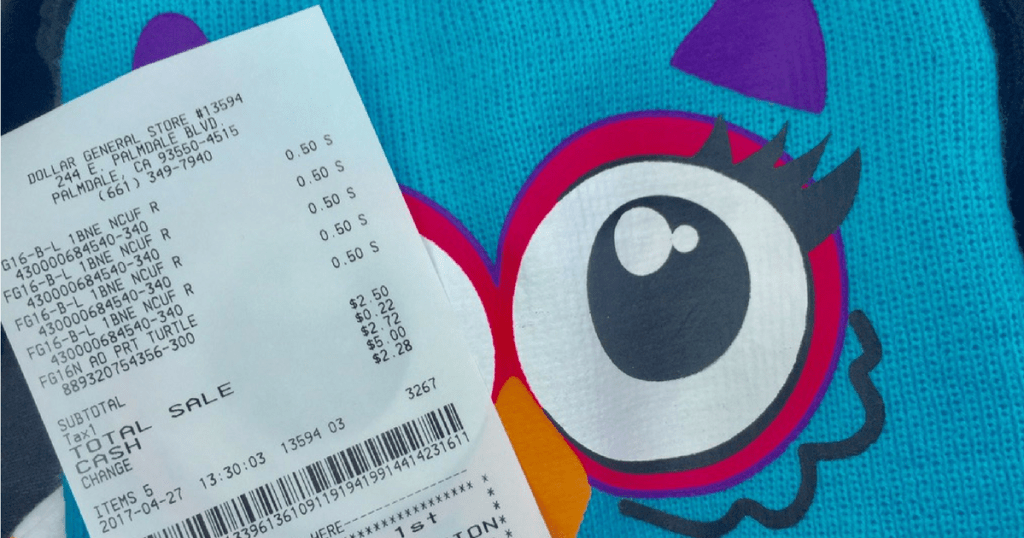 DOLLAR GENERAL STORE #13594
244 E. PALMDALE BLVD.
PALMDALE, CA 93550-4515
(661) 349-7940
G16-B-L 1BNE NCUF R 0.50 S
430000684540-340
FG16-B-L 1BNE NCUF R 0.50 S
430000684540-340
FG16-B-L 1BNE NCUF R 0.50 S
430000684540-340
FG16-B-L 1BNE NCUF R 0.50 S
430000684540-340
FG16N AO PRT TURTLE 0.50 S
889320754356-300
SUBTOTAL $2.50
Tax1 $0.22
TOTAL SALE $2.72
CASH $5.00
CHANGE $2.28
ITEMS 5
2017-04-27 13:30:03 13594 03 3267
339613610911919419914414231611
HERE
1st